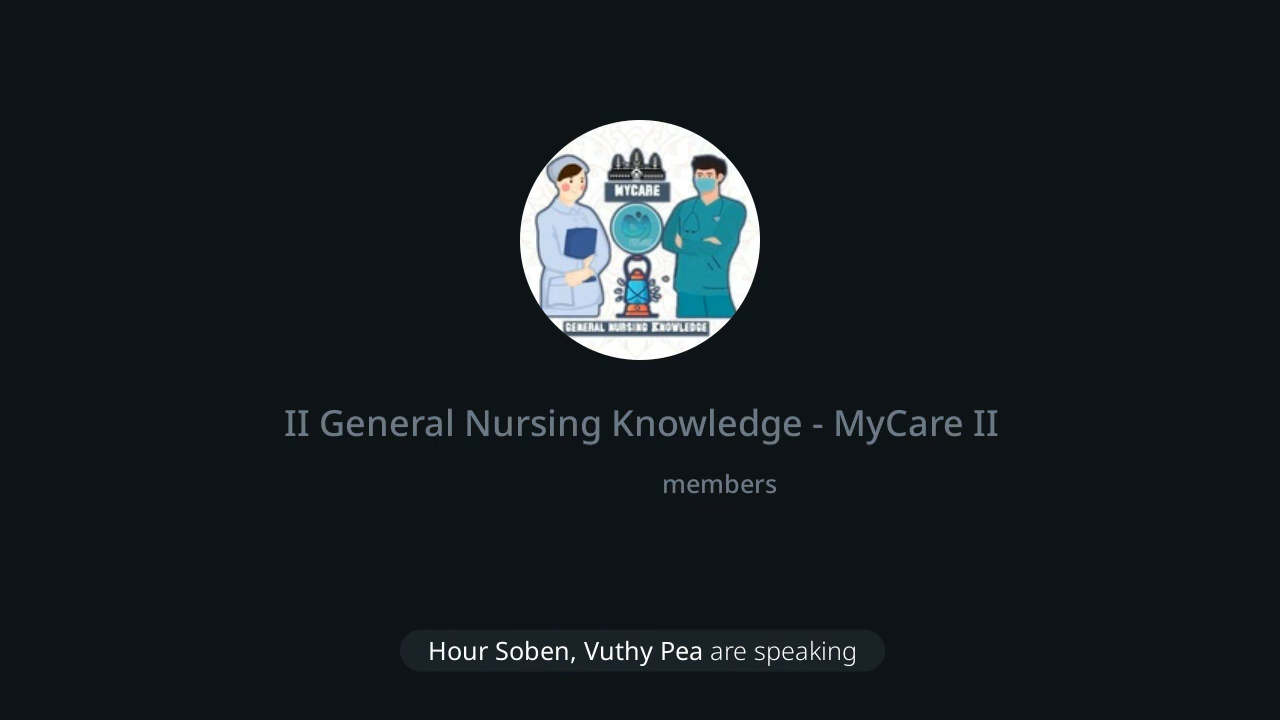 MYCARE
GENERAL NURSING KNOWLEDGE
II General Nursing Knowledge - MyCare II
members
Hour Soben, Vuthy Pea are speaking